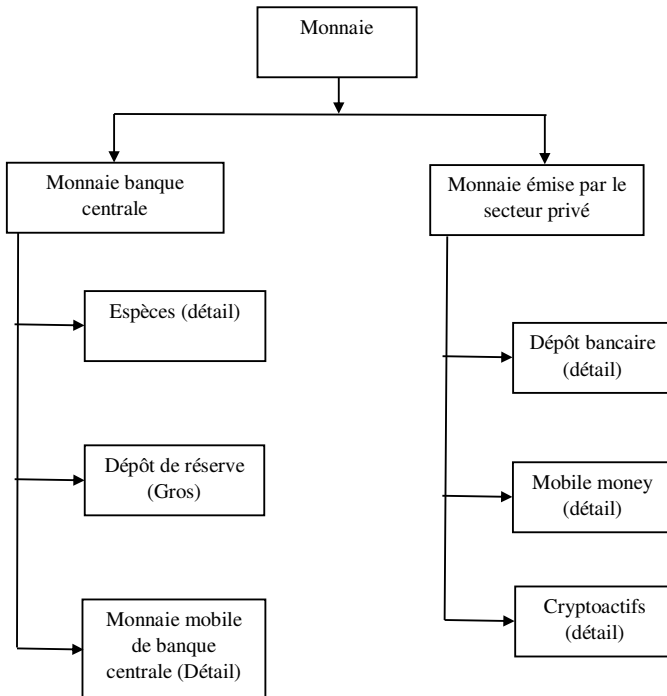 Monnaie
Monnaie banque
centrale
Monnaie émise par le
secteur privé
Espèces (détail)
Dépôt bancaire
(détail)
Dépôt de réserve
(Gros)
Mobile money
(détail)
Monnaie mobile
de banque
centrale (Détail)
Cryptoactifs
(détail)